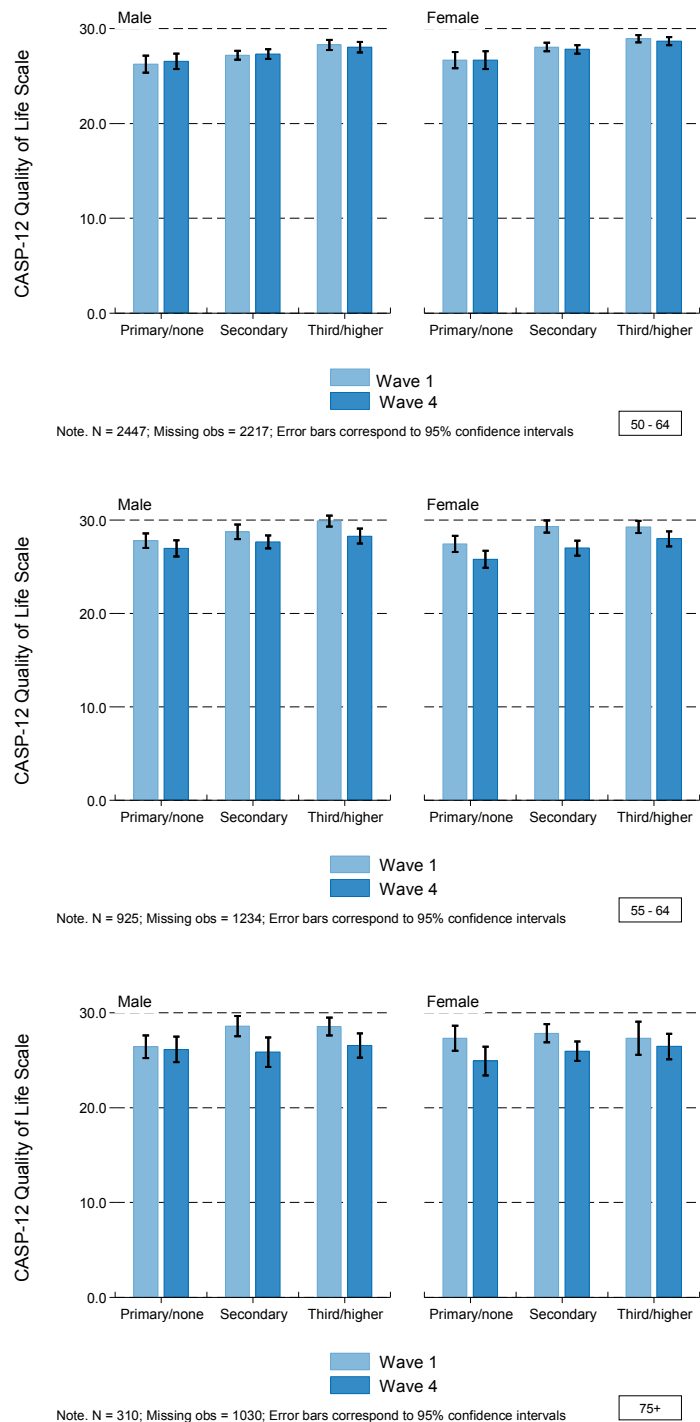 Male
Female
CASP-12 Quality of Life Scale
30.0
20.0
10.0
0.0
Primary/none Secondary Third/higher
Primary/none Secondary Third/higher
Wave 1
Wave 4
Note. N = 2447; Missing obs = 2217; Error bars correspond to 95% confidence intervals
50 - 64
Male
Female
CASP-12 Quality of Life Scale
30.0
20.0
10.0
0.0
Primary/none Secondary Third/higher
Primary/none Secondary Third/higher
Wave 1
Wave 4
Note. N = 925; Missing obs = 1234; Error bars correspond to 95% confidence intervals
55 - 64
Male
Female
CASP-12 Quality of Life Scale
30.0
20.0
10.0
0.0
Primary/none Secondary Third/higher
Primary/none Secondary Third/higher
Wave 1
Wave 4
Note. N = 310; Missing obs = 1030; Error bars correspond to 95% confidence intervals
75+